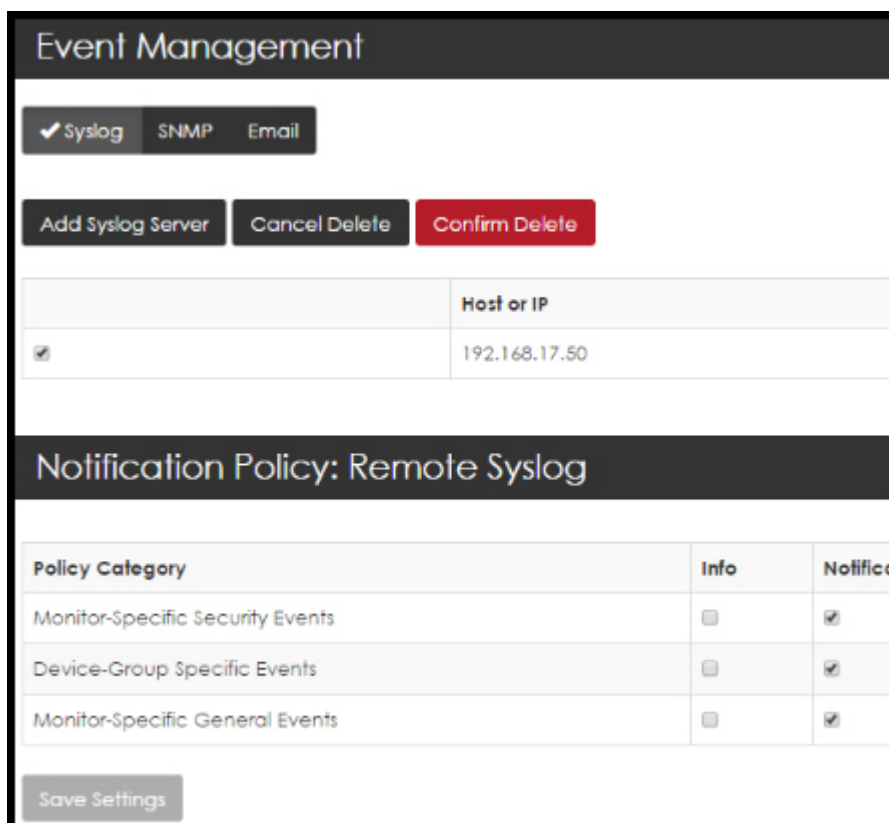 Event Management
Syslog SNMP Email
Add Syslog Server Cancel Delete Confirm Delete
Host or IP
192.168.17.50
Notification Policy: Remote Syslog
Policy Category Info Notific
Monitor-Specific Security Events
Device-Group Specific Events
Monitor-Specific General Events
Save Settings